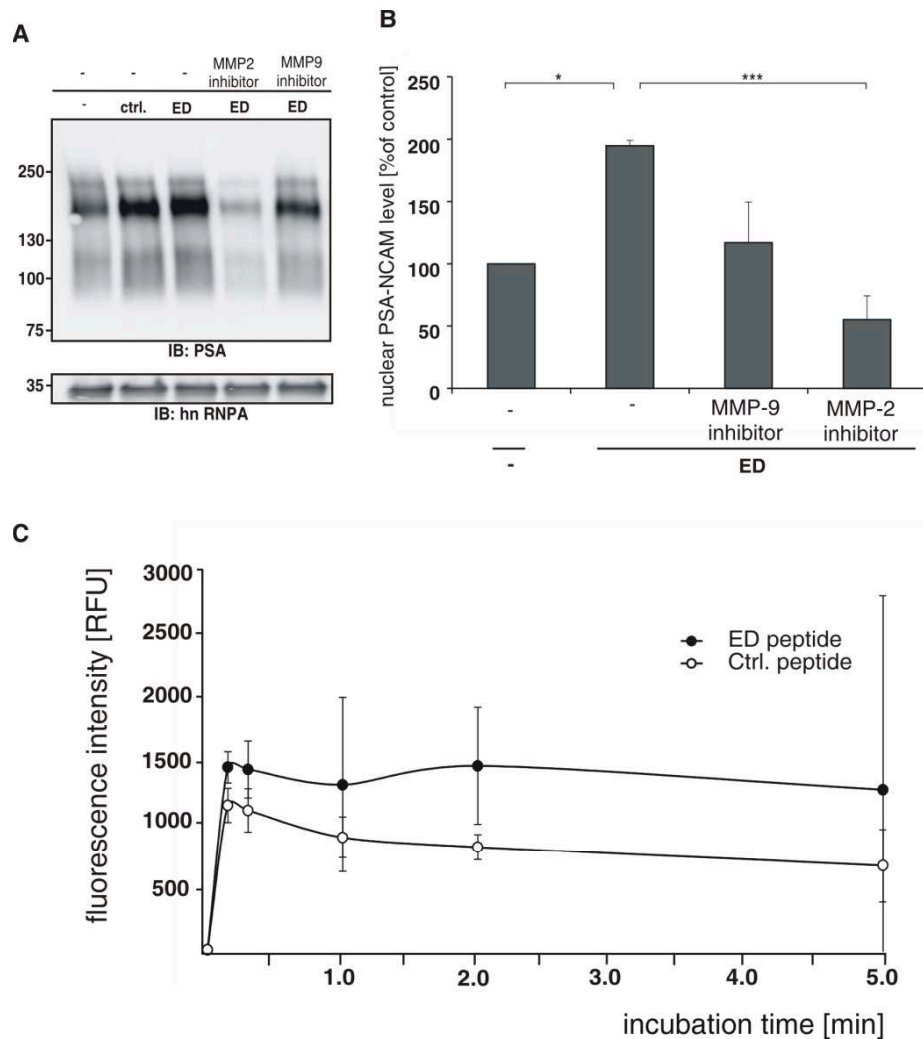 A
- - - MMP2 inhibitor MMP9 inhibitor
- ctrl. ED ED ED
250
130
100
75
IB: PSA
35
IB: hn RNPA
B
nuclear PSA-NCAM level [%of control]
250
200
150
100
50
0
* ***
- - MMP-9 inhibitor MMP-2 inhibitor
- ED
C
fluorescence intensity [RFU]
3000
2500
2000
1500
1000
500
ED peptide
Ctrl. peptide
1.0 2.0 3.0 4.0 5.0
incubation time [min]